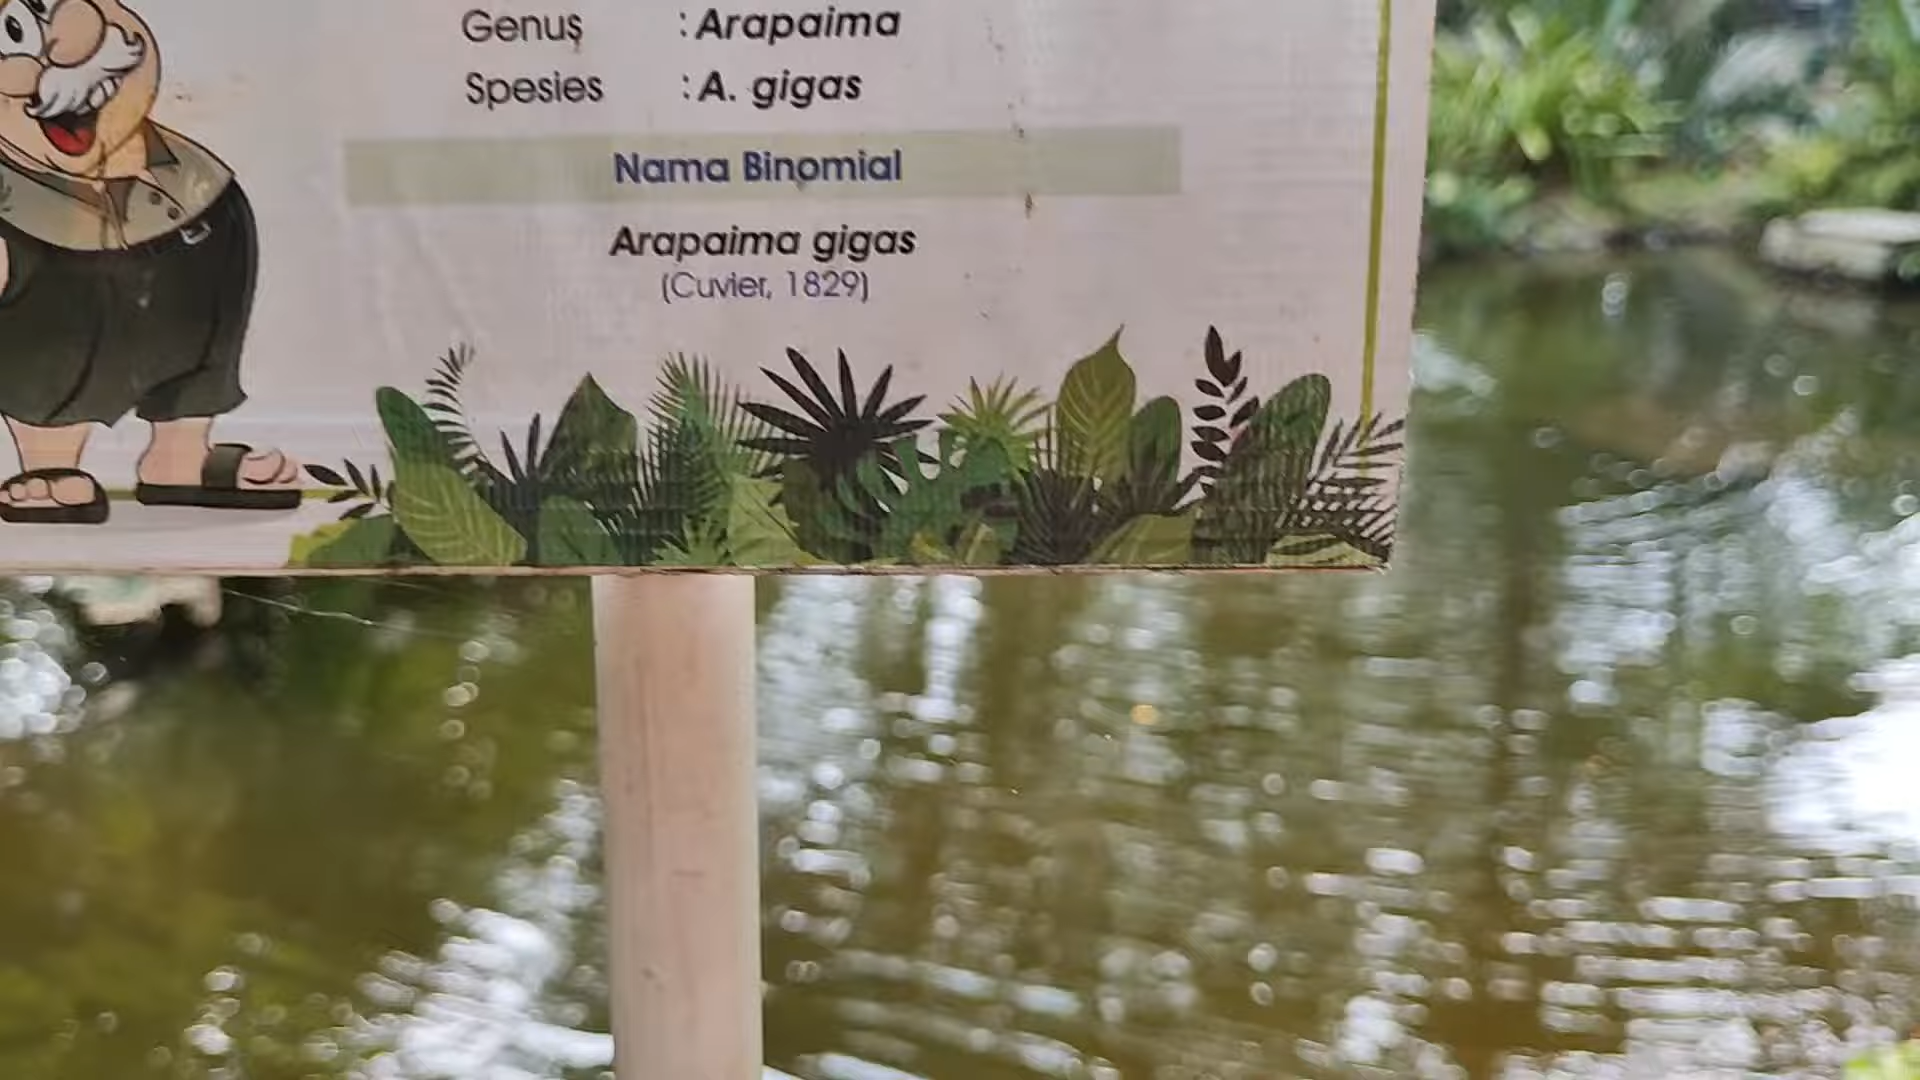 Genus : Arapaima
Spesies : A. gigas
Nama Binomial
Arapaima gigas
(Cuvier, 1829)